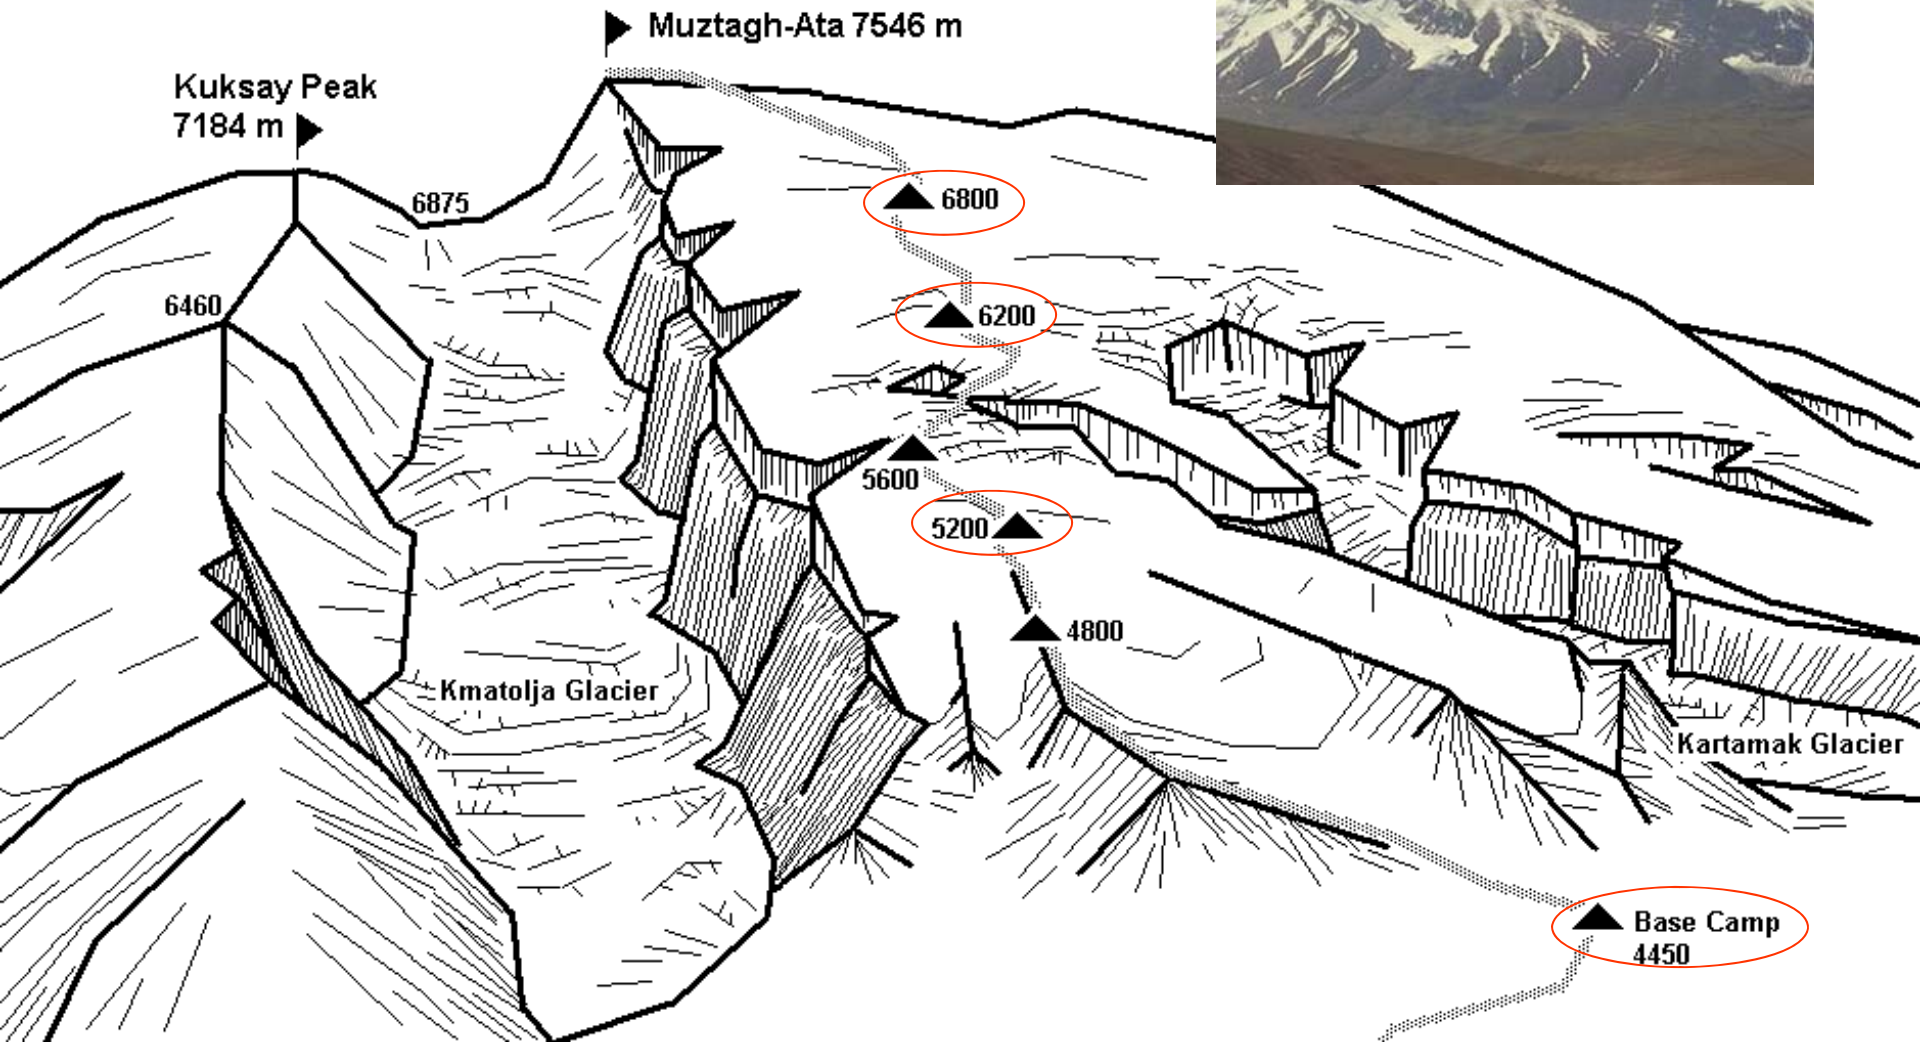 Muztagh-Ata 7546 m
Kuksay Peak
7184 m
6875
6800
6460
6200
5600
5200
4800
Kmatolja Glacier
Kartamak Glacier
Base Camp
4450